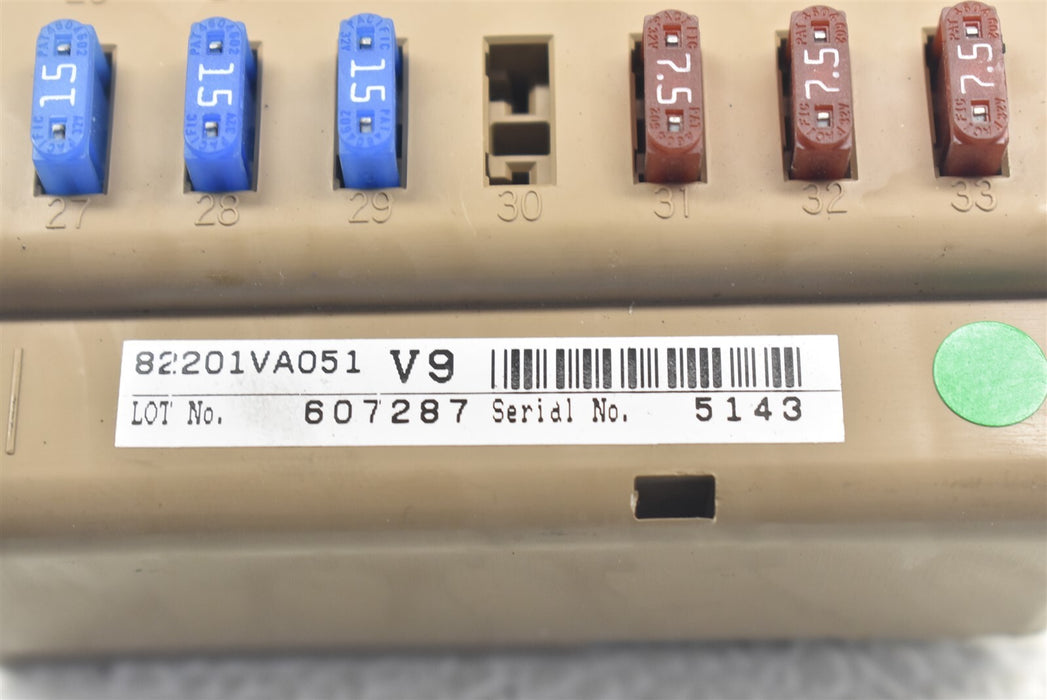 15 15 15 7.5 7.5 7.5
27 28 29 30 31 32 33
82201VA051 V9
LOT No. 607287 Serial No. 5143